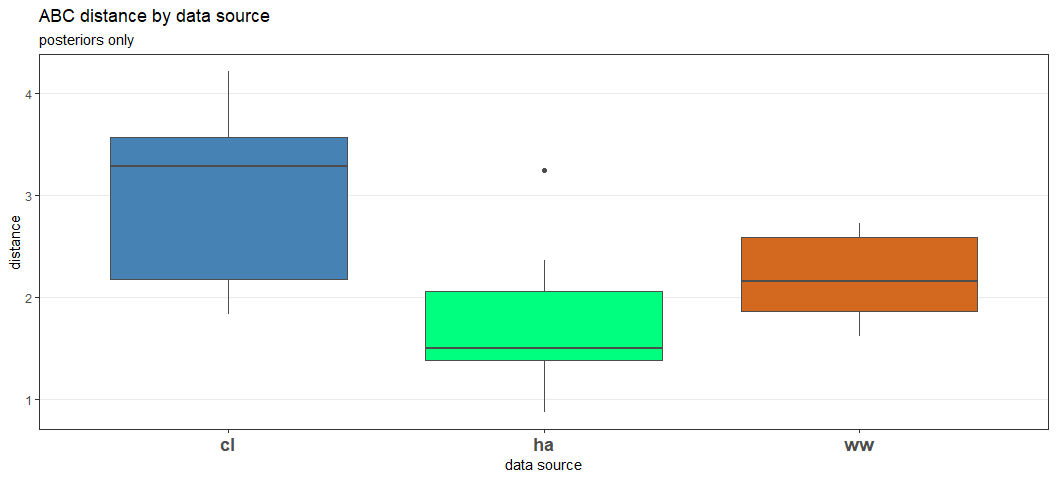 ABC distance by data source
posteriors only
distance
4
3
2
1
cl
ha
ww
data source